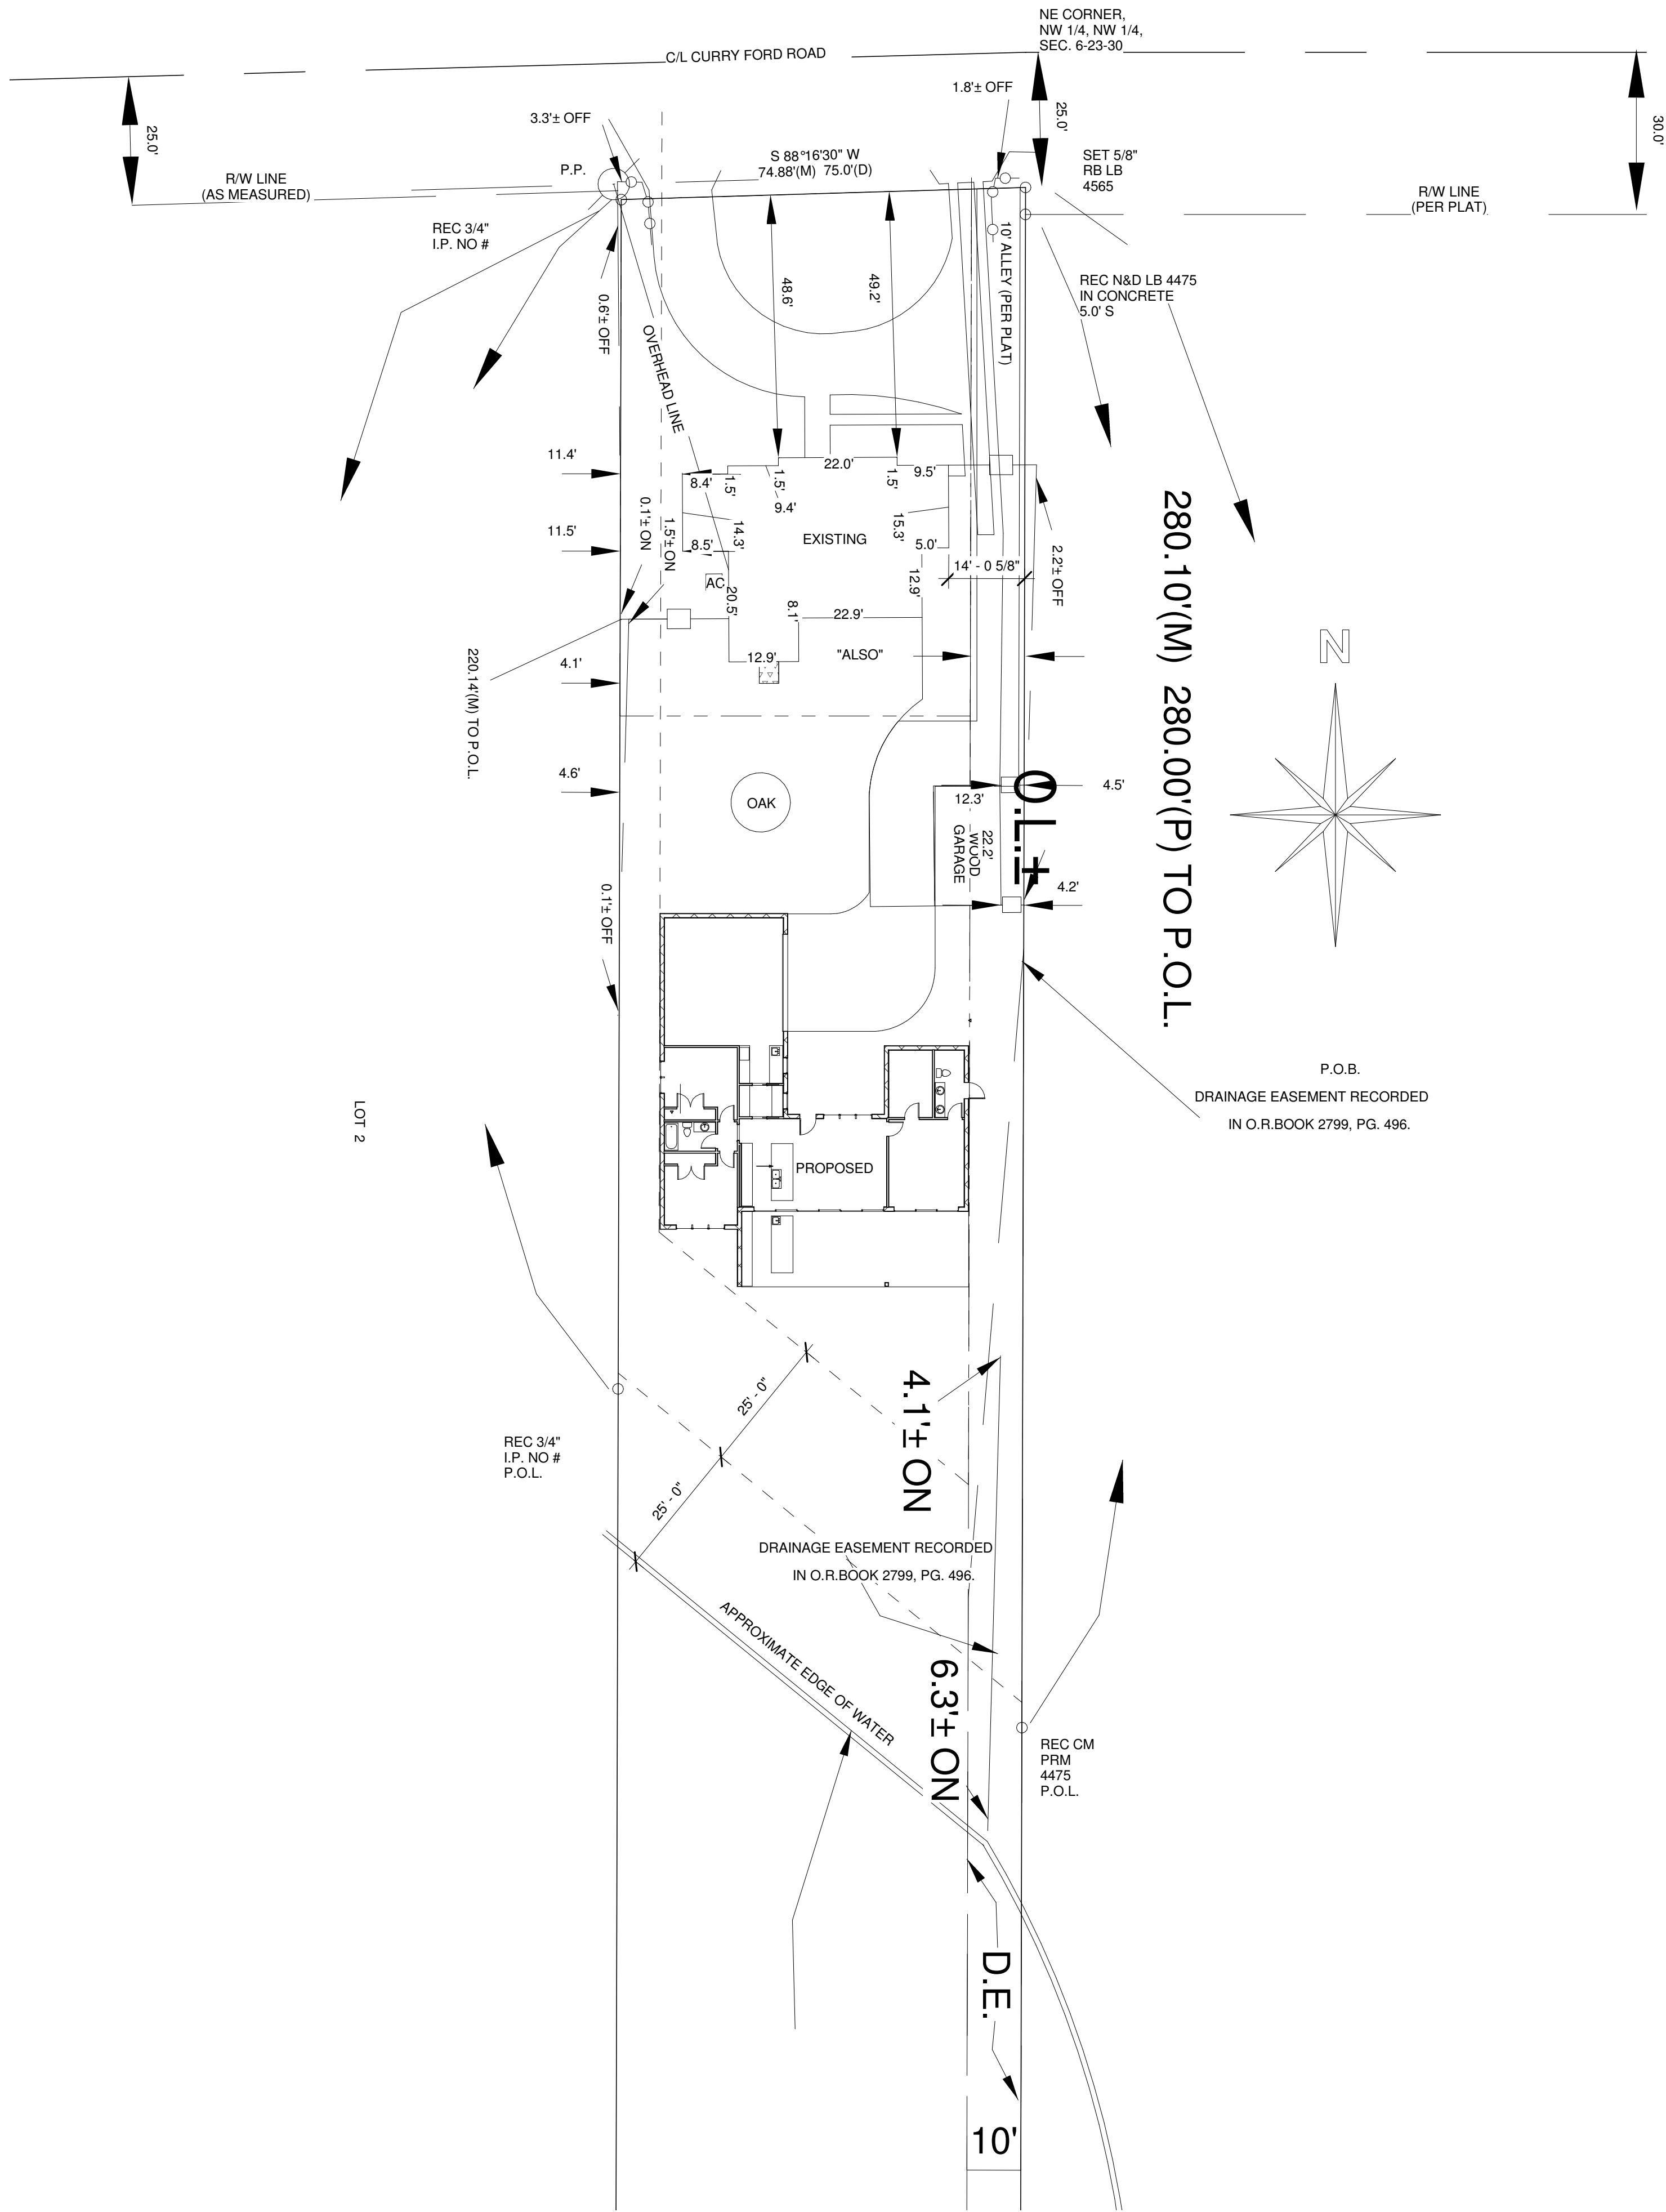 NE CORNER,
NW 1/4, NW 1/4,
SEC. 6-23-30
C/L CURRY FORD ROAD
1.8'± OFF
3.3'± OFF
25.0'
25.0'
30.0'
S 88°16'30" W
74.88'(M) 75.0'(D)
SET 5/8"
RB LB
4565
P.P.
R/W LINE
(AS MEASURED)
R/W LINE
(PER PLAT)
REC 3/4"
I.P. NO #
10' ALLEY (PER PLAT)
REC N&D LB 4475
IN CONCRETE
5.0' S
48.6'
49.2'
0.6'± OFF
OVERHEAD LINE
11.4'
22.0'
9.5'
8.4'
1.5'
1.5'
1.5'
9.4'
0.1'± ON
1.5'± ON
14.3'
15.3'
EXISTING
11.5'
8.5'
5.0'
14' - 0 5/8"
2.2'± OFF
AC
20.5'
12.9'
8.1'
22.9'
280.10'(M) 280.00'(P) TO P.O.L.
N
220.14'(M) TO P.O.L.
4.1'
12.9'
"ALSO"
4.6'
OAK
12.3'
4.5'
O.L.±
22.2'
WOOD
GARAGE
4.2'
0.1'± OFF
P.O.B.
DRAINAGE EASEMENT RECORDED
IN O.R.BOOK 2799, PG. 496.
LOT 2
PROPOSED
25' - 0"
4.1'± ON
REC 3/4"
I.P. NO #
P.O.L.
25' - 0"
DRAINAGE EASEMENT RECORDED
IN O.R.BOOK 2799, PG. 496.
APPROXIMATE EDGE OF WATER
6.3'± ON
REC CM
PRM
4475
P.O.L.
D.E.
10'